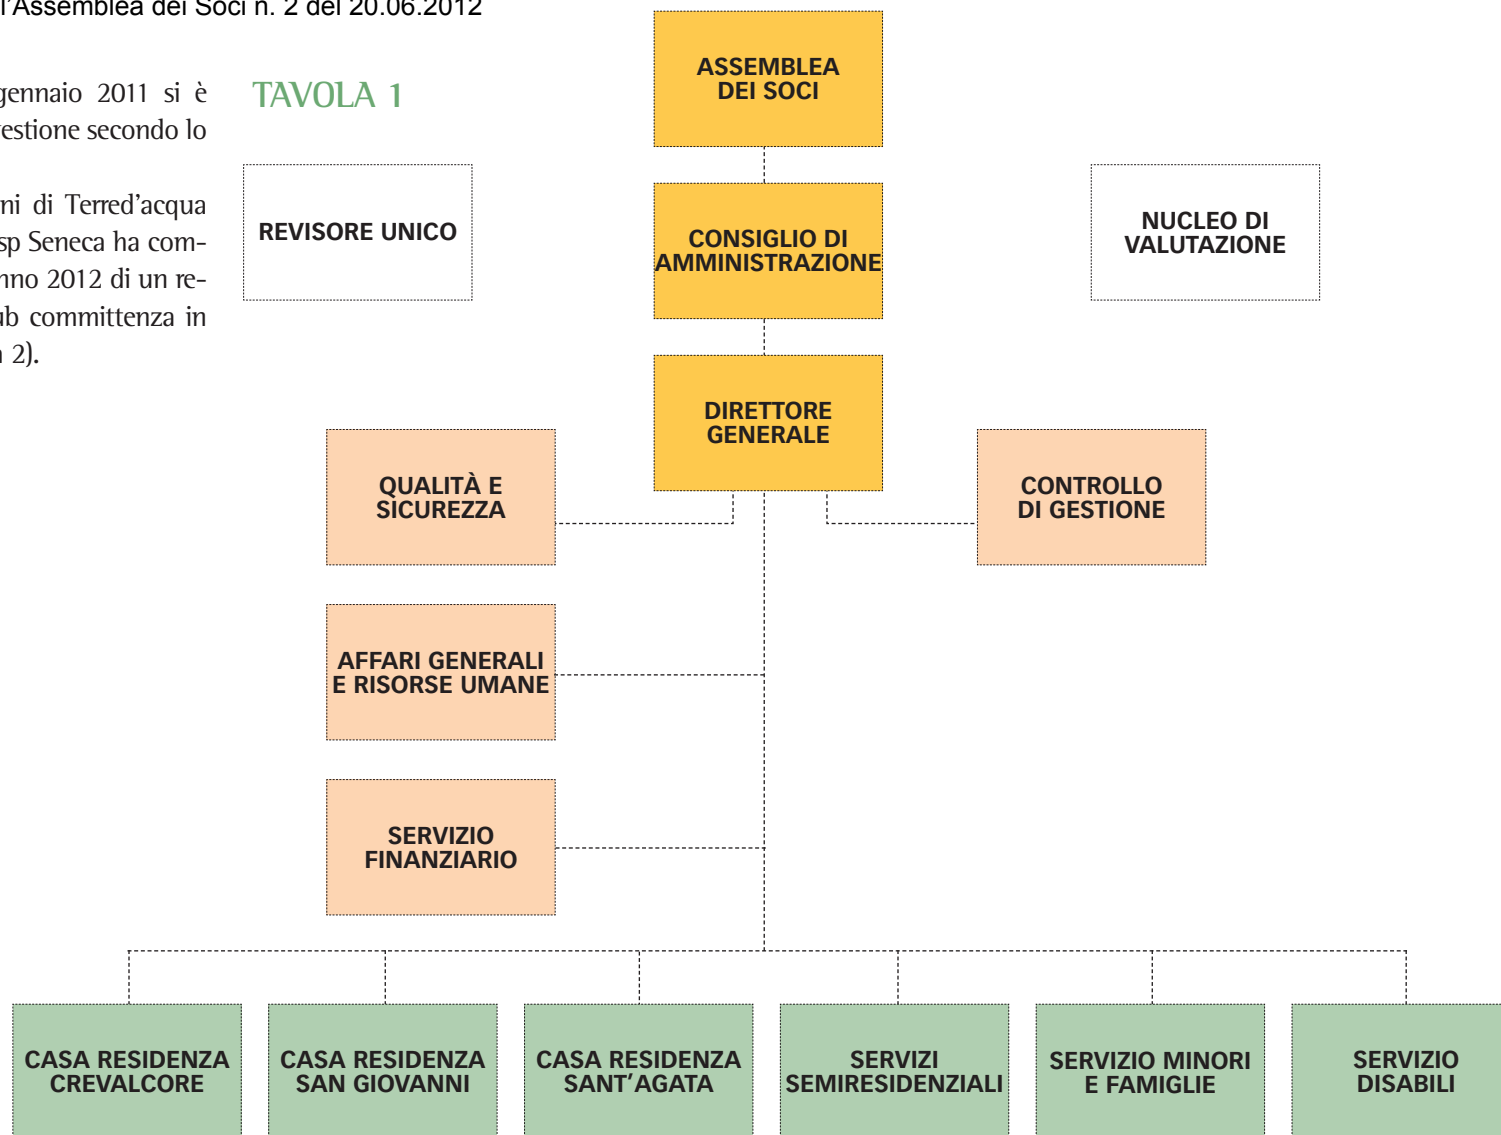 l'Assemblea dei Soci n. 2 del 20.06.2012
gennaio 2011 si è
estione secondo lo
ni di Terred'acqua
sp Seneca ha com-
nno 2012 di un re-
ub committenza in
2).
TAVOLA 1
ASSEMBLEA
DEI SOCI
REVISORE UNICO
CONSIGLIO DI
AMMINISTRAZIONE
NUCLEO DI
VALUTAZIONE
DIRETTORE
GENERALE
QUALITÀ E
SICUREZZA
CONTROLLO
DI GESTIONE
AFFARI GENERALI
E RISORSE UMANE
SERVIZIO
FINANZIARIO
CASA RESIDENZA
CREVALCORE
CASA RESIDENZA
SAN GIOVANNI
CASA RESIDENZA
SANT'AGATA
SERVIZI
SEMIRESIDENZIALI
SERVIZIO MINORI
E FAMIGLIE
SERVIZIO
DISABILI